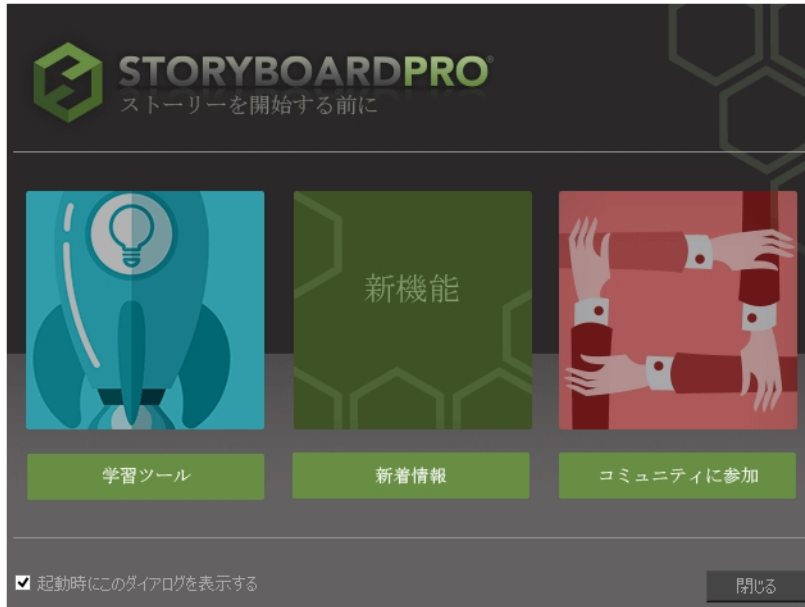 STORYBOARDPRO®
ストーリーを開始する前に
新機能
学習ツール
新着情報
コミュニティに参加
起動時にこのダイアログを表示する
閉じる